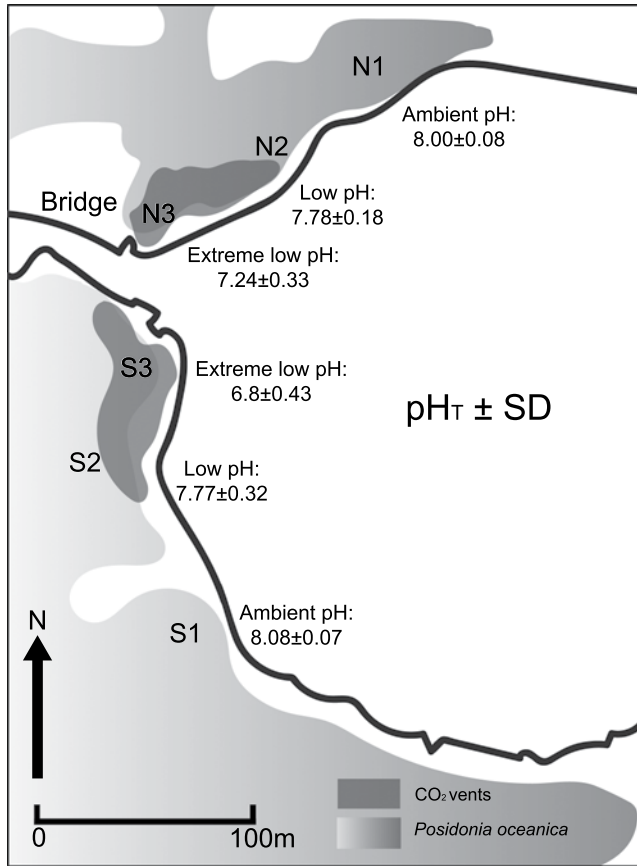 N1
Ambient pH:
8.00±0.08
N2
Low pH:
7.78±0.18
Bridge
N3
Extreme low pH:
7.24±0.33
S3
Extreme low pH:
6.8±0.43
pHT ± SD
S2
Low pH:
7.77±0.32
N
S1
Ambient pH:
8.08±0.07
CO₂ vents
Posidonia oceanica
0
100m